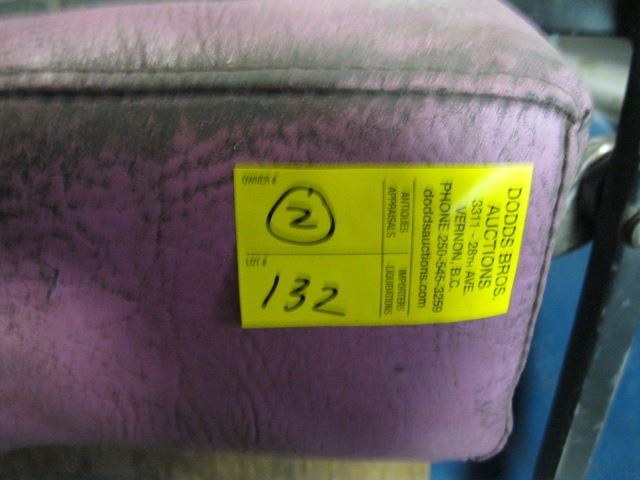 OWNER #
2
LOT #
132
DODDS BROS.
AUCTIONS
3311 - 28TH AVE.
VERNON, B.C.
PHONE 250-545-3259
doddsauctions.com
ANTIQUES
APPRAISALS
IMPORTERS
LIQUIDATIONS